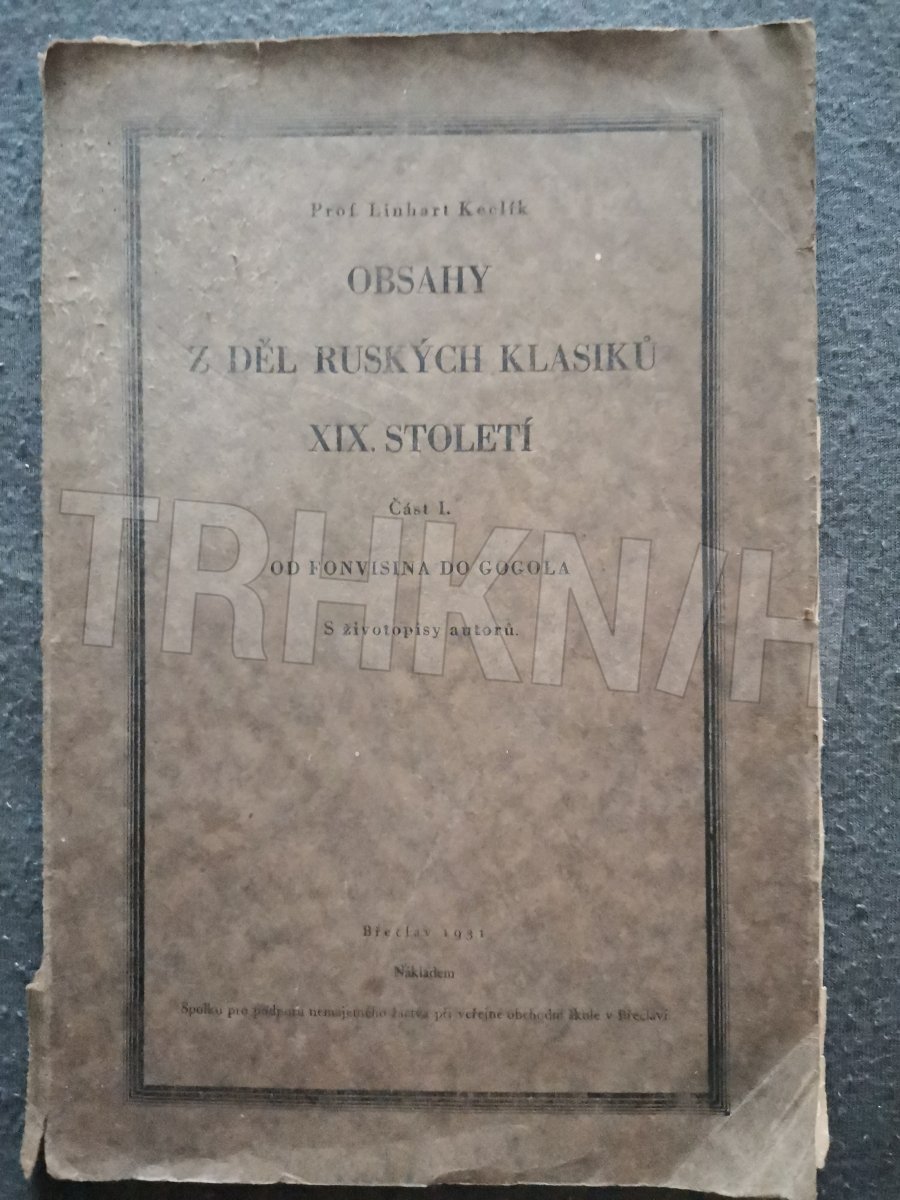 Prof. Linhart Keclík
OBSAHY
Z DĚL RUSKÝCH KLASIKŮ
XIX. STOLETÍ
Část I.
OD FONVISINA DO GOGOLA
S životopisy autorů.
TRHKNIH
Břeclav 1931
Nákladem
Spolku pro podporu nemajetného žactva při veřejné obchodní škole v Břeclavi